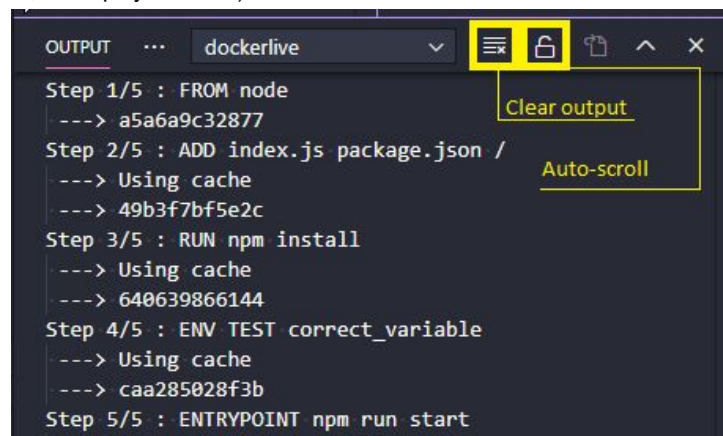 OUTPUT ··· dockerlive
Step 1/5 : FROM node
---> a5a6a9c32877
Clear output
Step 2/5 : ADD index.js package.json /
---> Using cache
Auto-scroll
---> 49b3f7bf5e2c
Step 3/5 : RUN npm install
---> Using cache
---> 640639866144
Step 4/5 : ENV TEST correct_variable
---> Using cache
---> caa285028f3b
Step 5/5 : ENTRYPOINT npm run start